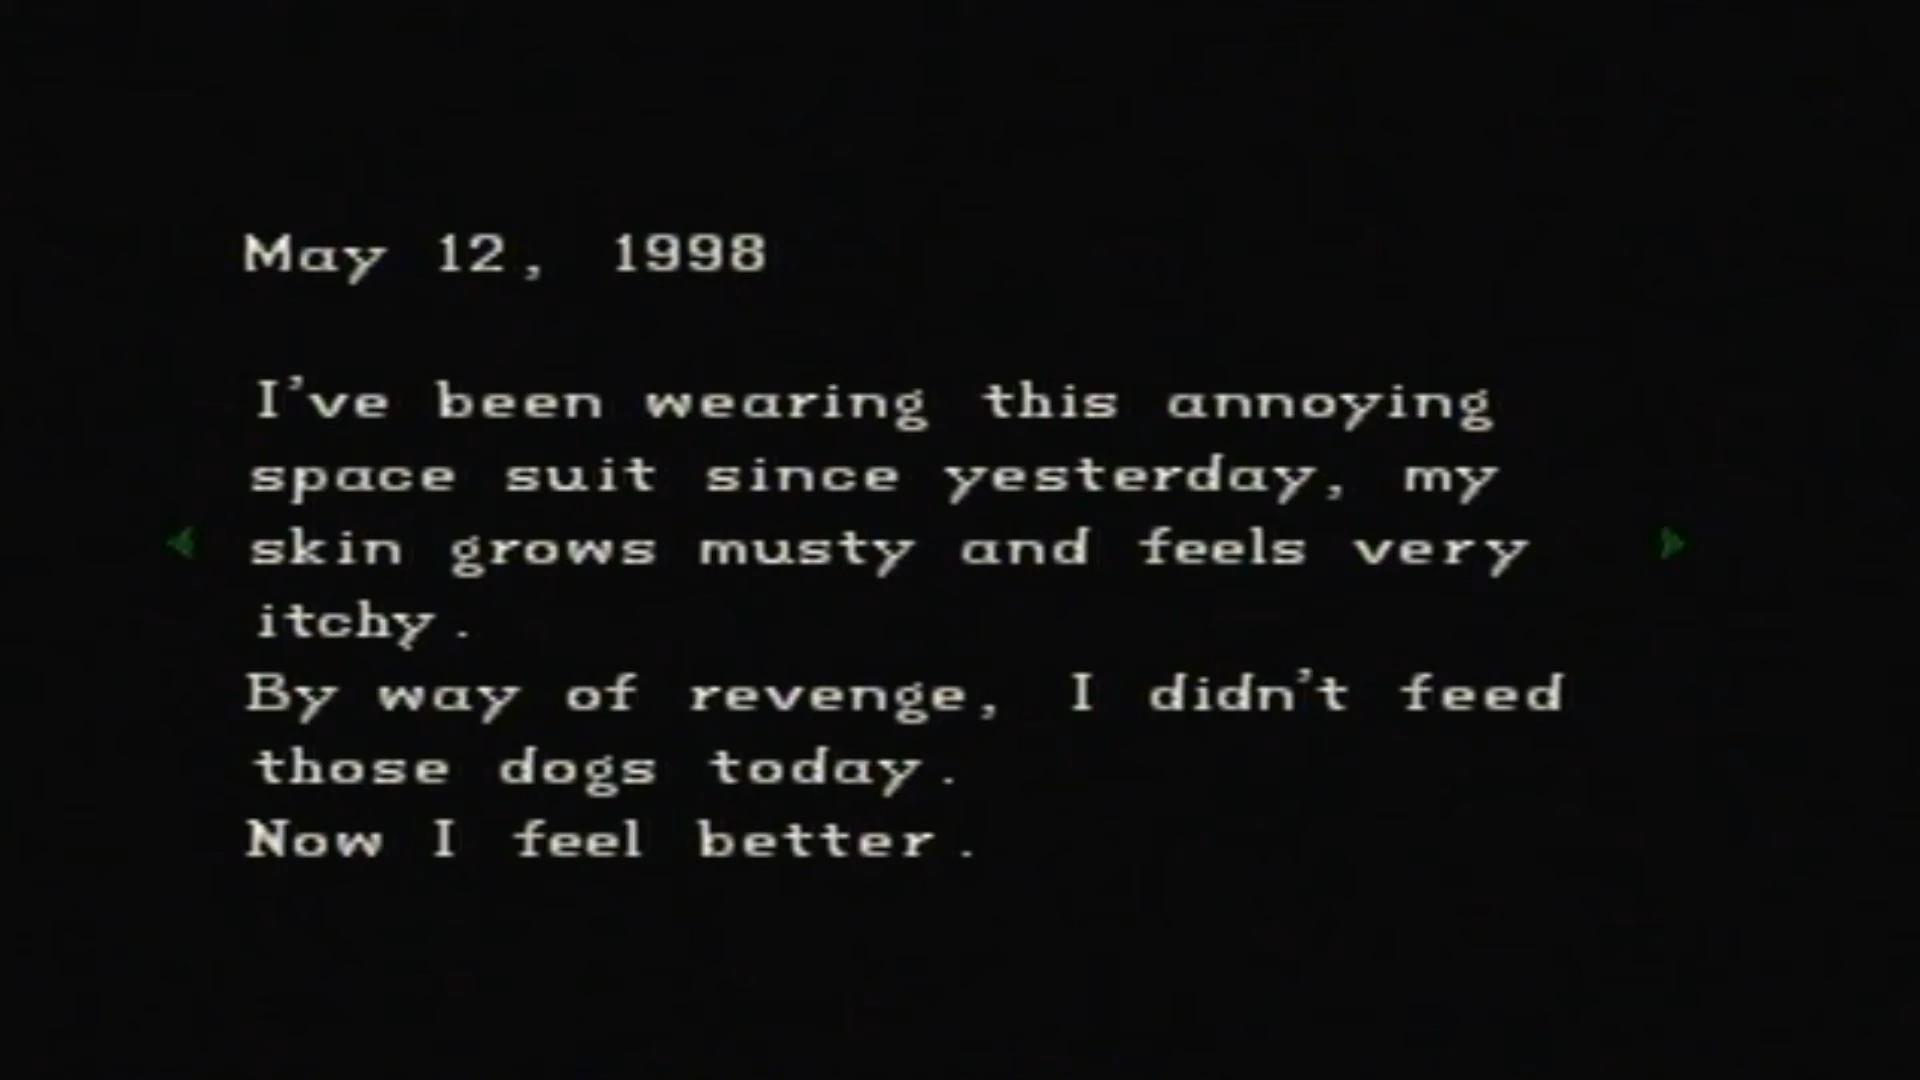 May 12, 1998
I've been wearing this annoying
space suit since yesterday, my
skin grows musty and feels very
itchy.
By way of revenge, I didn't feed
those dogs today.
Now I feel better.